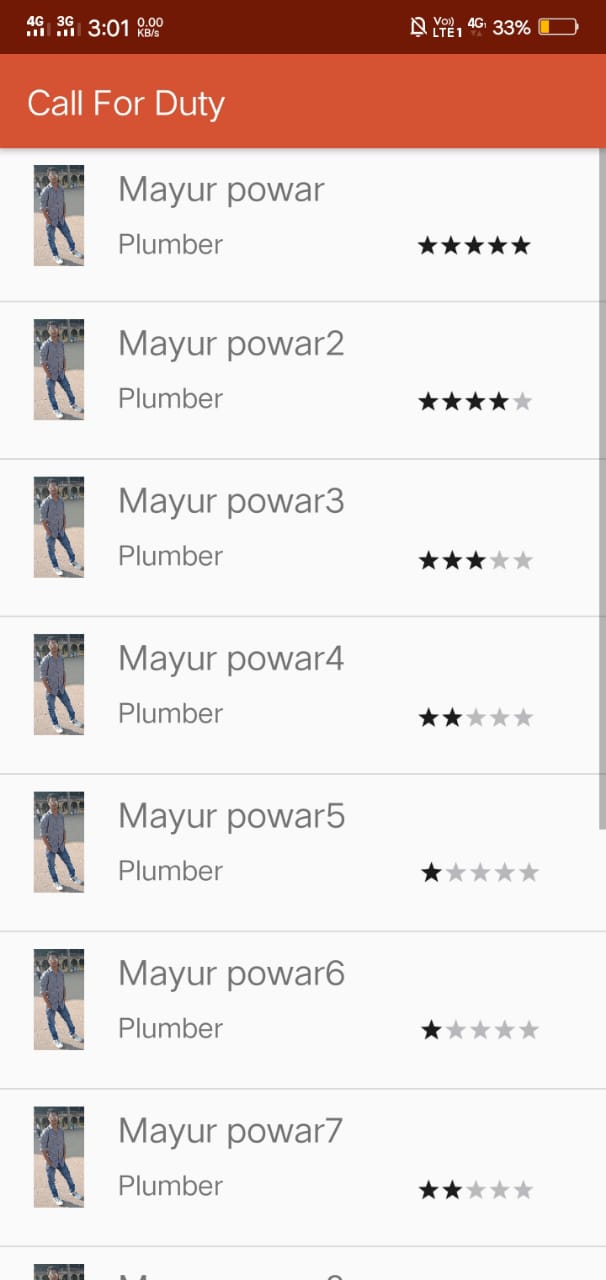 4G 3G 3:01 0.00 KB/s Vo) LTE1 4G 33%
Call For Duty
Mayur powar
Plumber
Mayur powar2
Plumber
Mayur powar3
Plumber
Mayur powar4
Plumber
Mayur powar5
Plumber
Mayur powar6
Plumber
Mayur powar7
Plumber